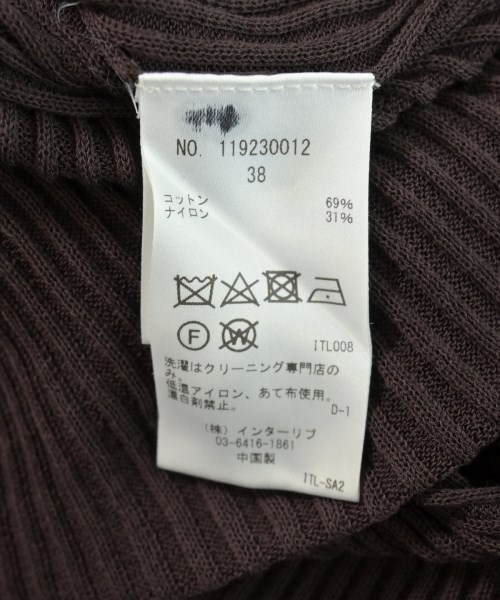 NO. 119230012
38
コットン 69%
ナイロン 31%
F W
ITL008
洗濯はクリーニング専門店の
み。
低温アイロン、あて布使用。
漂白剤禁止。 D-1
(株) インターリブ
03-6416-1861
中国製
ITL-SA2